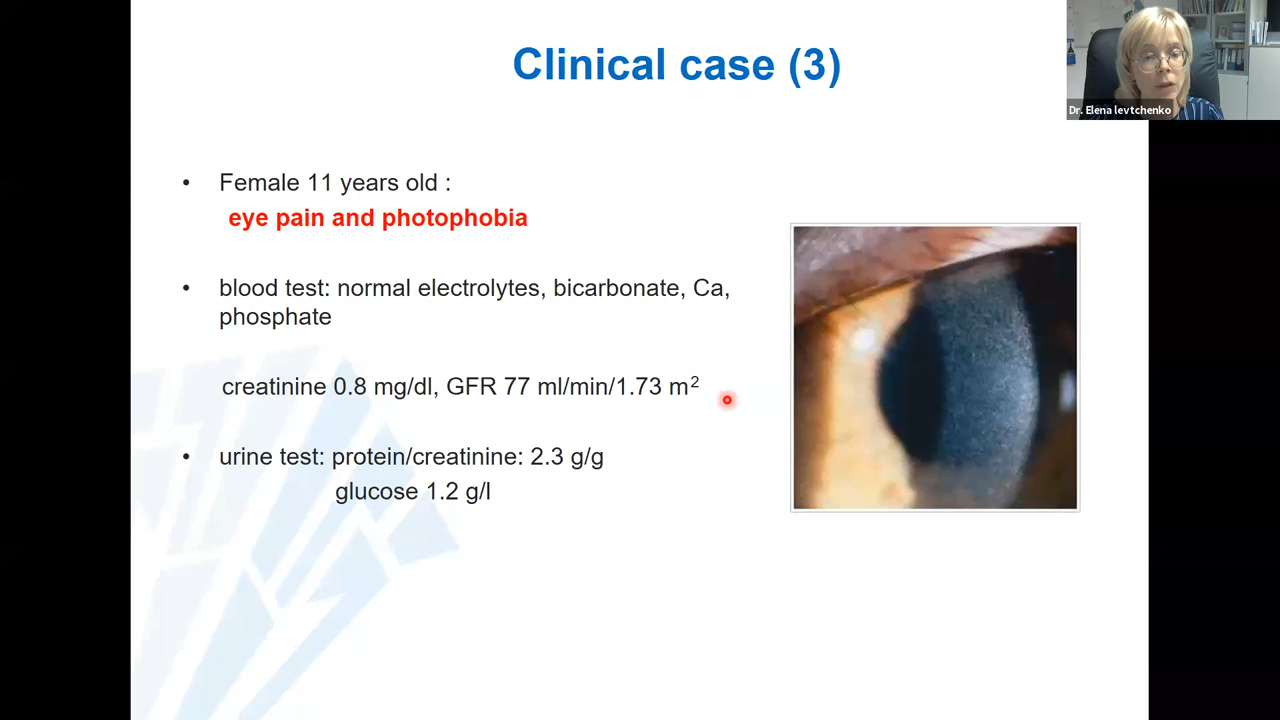 Clinical case (3)
Dr. Elena levtchenko
• Female 11 years old :
eye pain and photophobia
• blood test: normal electrolytes, bicarbonate, Ca,
phosphate
creatinine 0.8 mg/dl, GFR 77 ml/min/1.73 m²
• urine test: protein/creatinine: 2.3 g/g
glucose 1.2 g/l